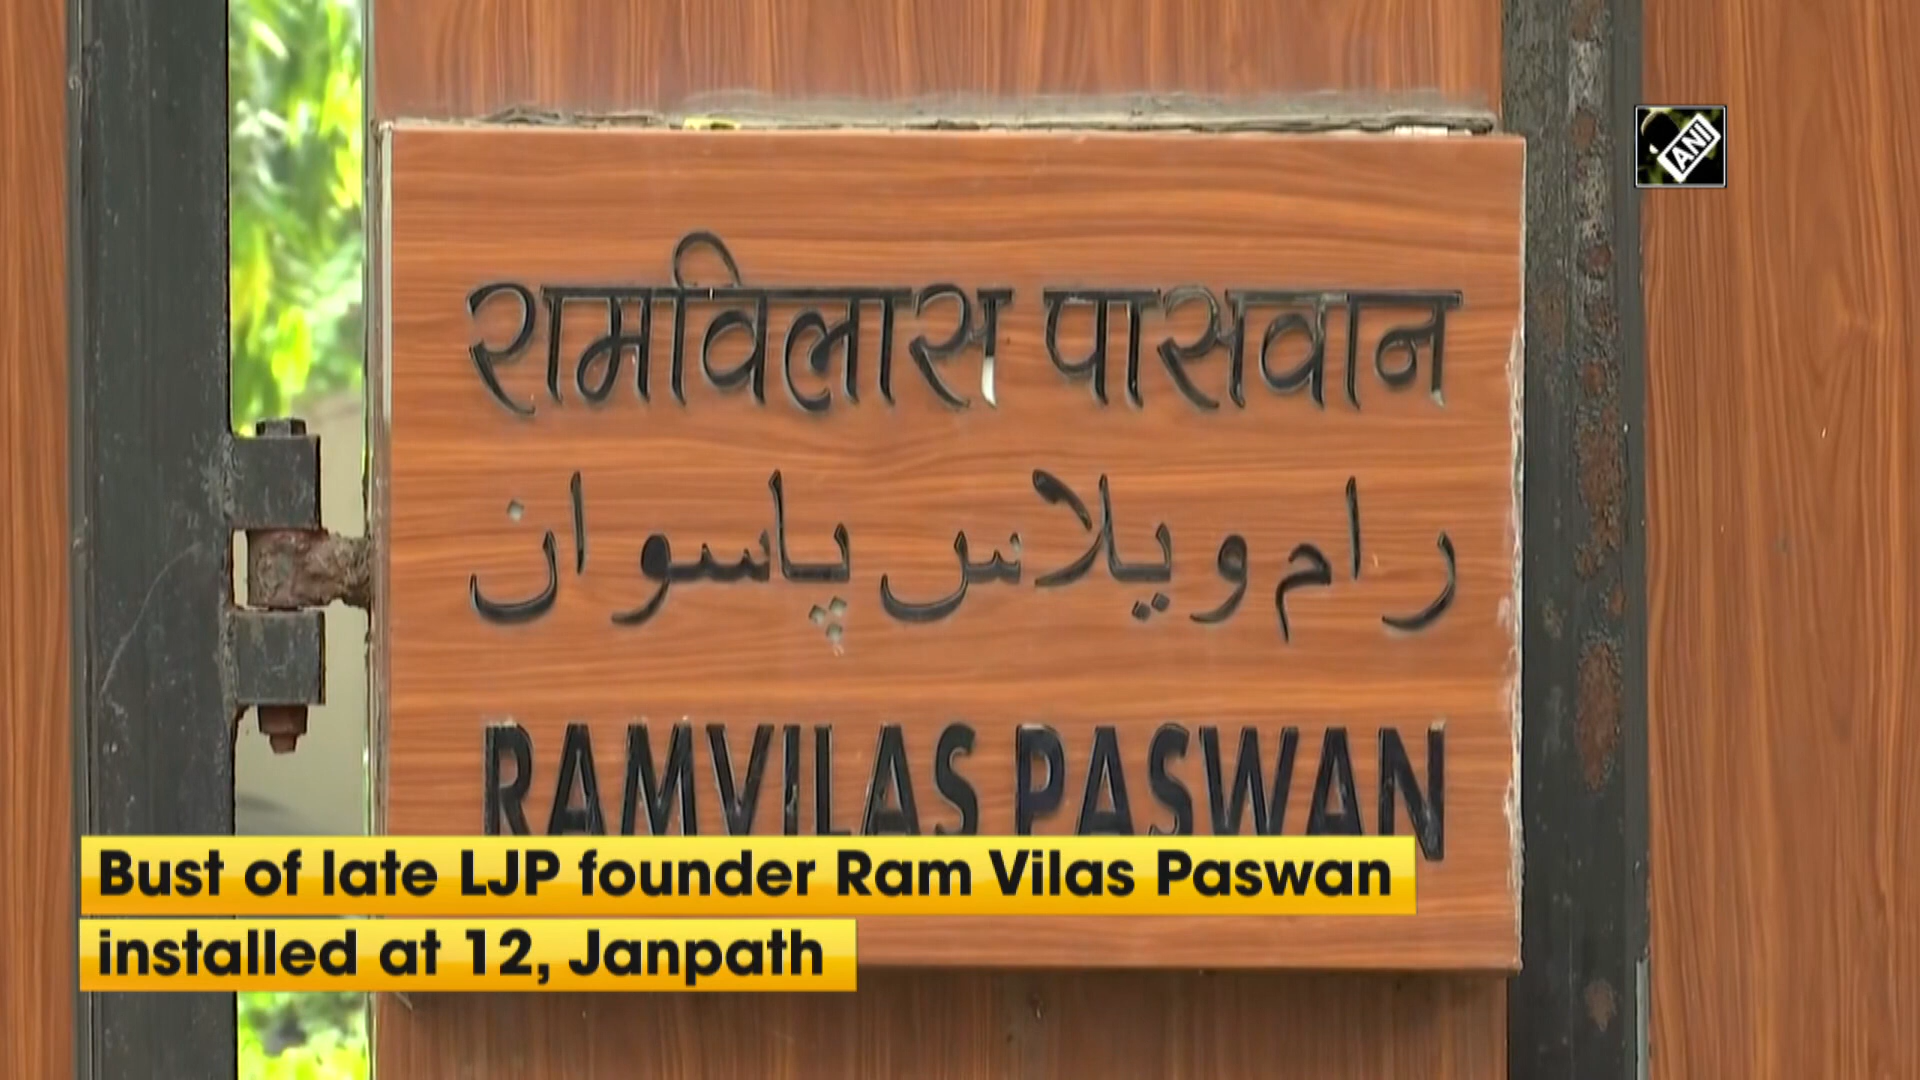 ANI
रामविलास पासवान
رام ویلاس پاسوان
RAMVILAS PASWAN
Bust of late LJP founder Ram Vilas Paswan
installed at 12, Janpath